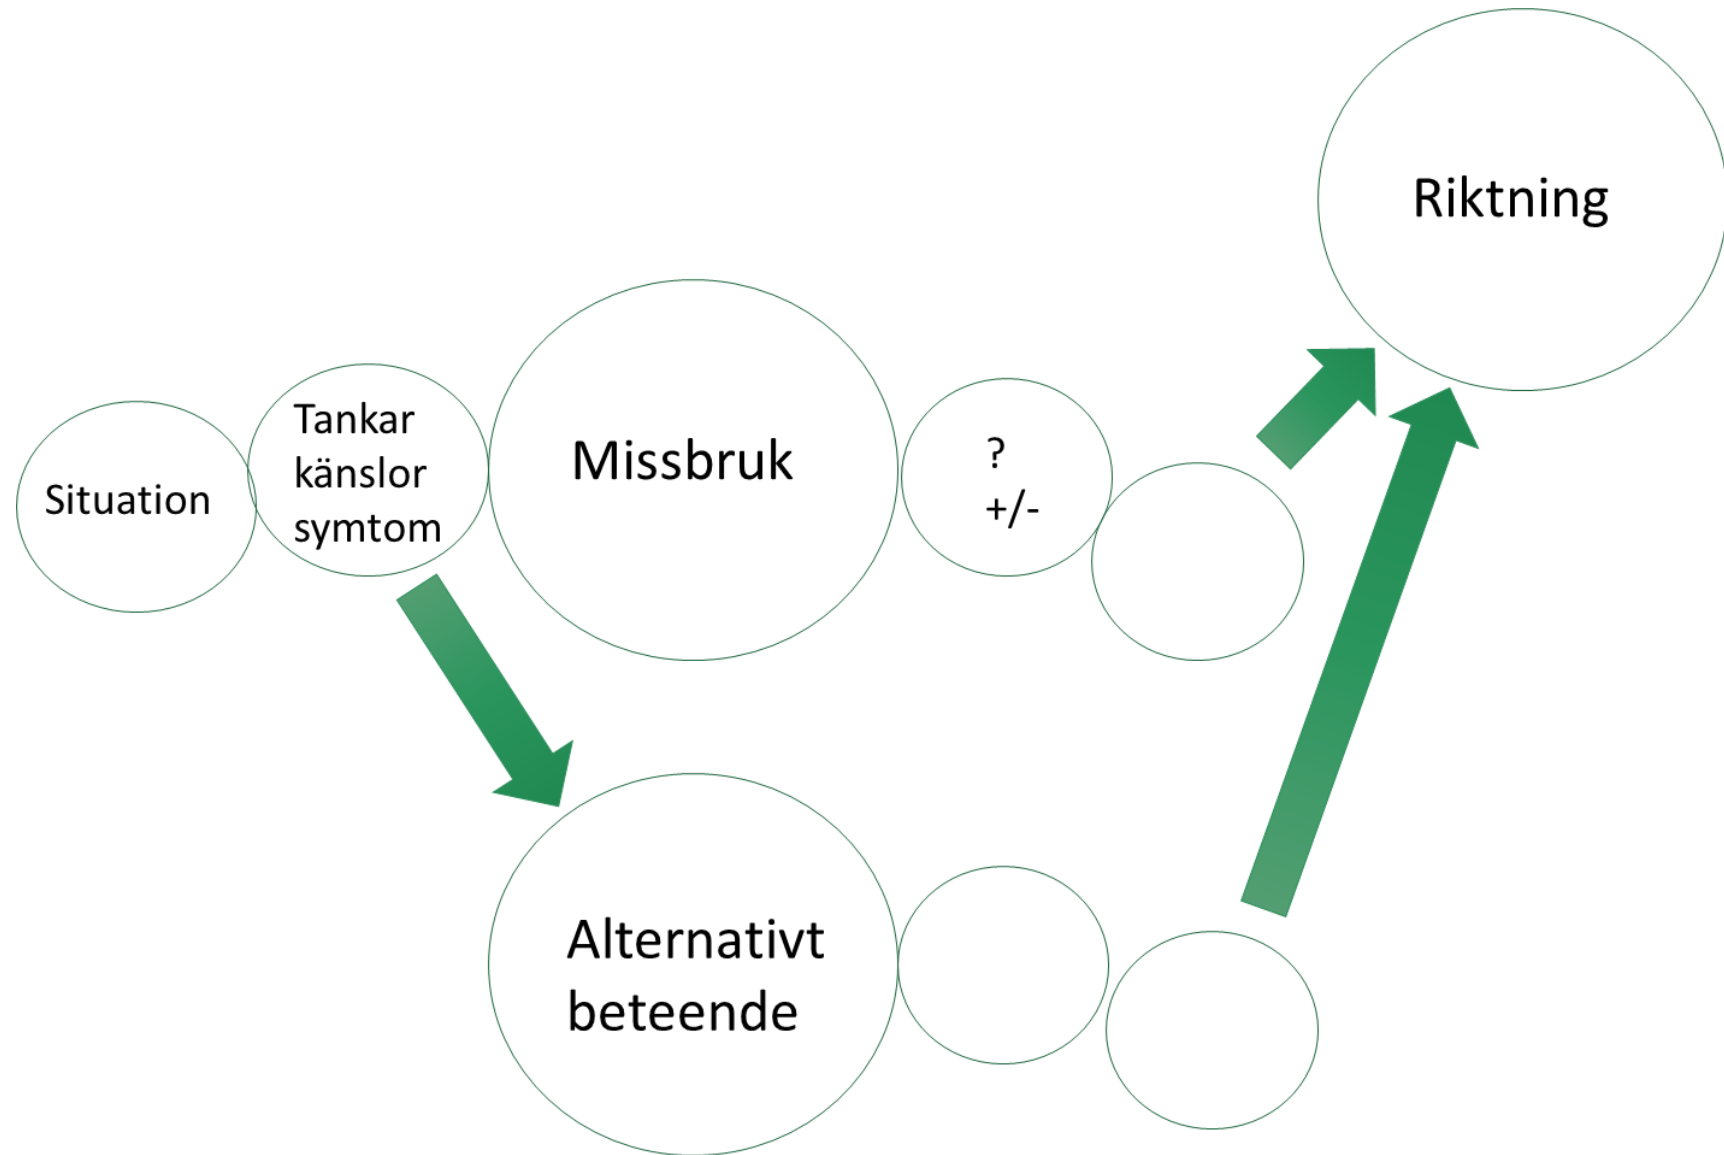 Riktning
Situation
Tankar
känslor
symtom
Missbruk
?
+/-
Alternativt
beteende